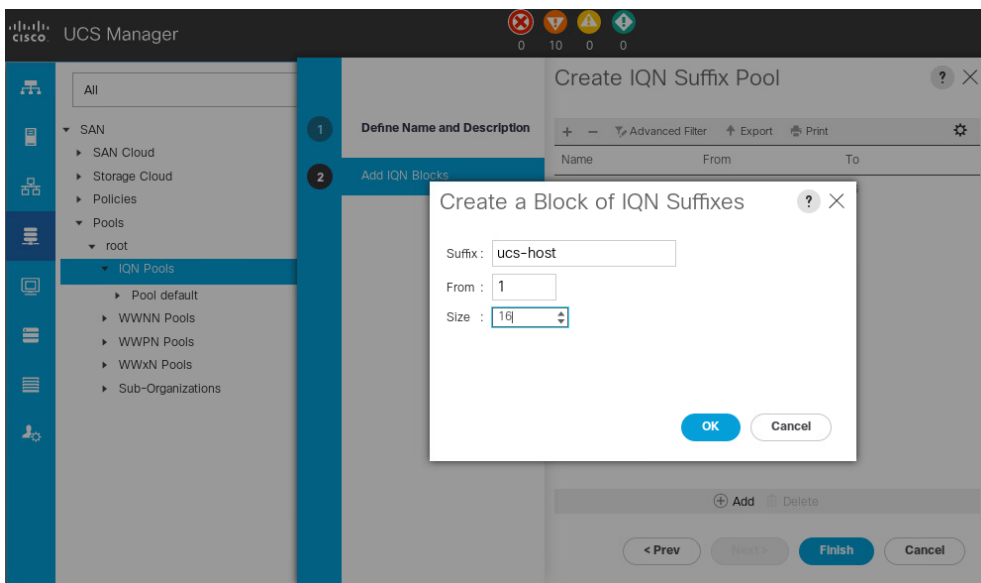 cisco. UCS Manager
0 10 0 0
All
SAN
SAN Cloud
Storage Cloud
Policies
Pools
root
IQN Pools
Pool default
WWNN Pools
WWPN Pools
WWxN Pools
Sub-Organizations
1 Define Name and Description
2 Add IQN Blocks
Create IQN Suffix Pool ?
+ − Advanced Filter Export Print
Name From To
Create a Block of IQN Suffixes ?
Suffix : ucs-host
From : 1
Size : 16
OK Cancel
Add Delete
< Prev Next > Finish Cancel